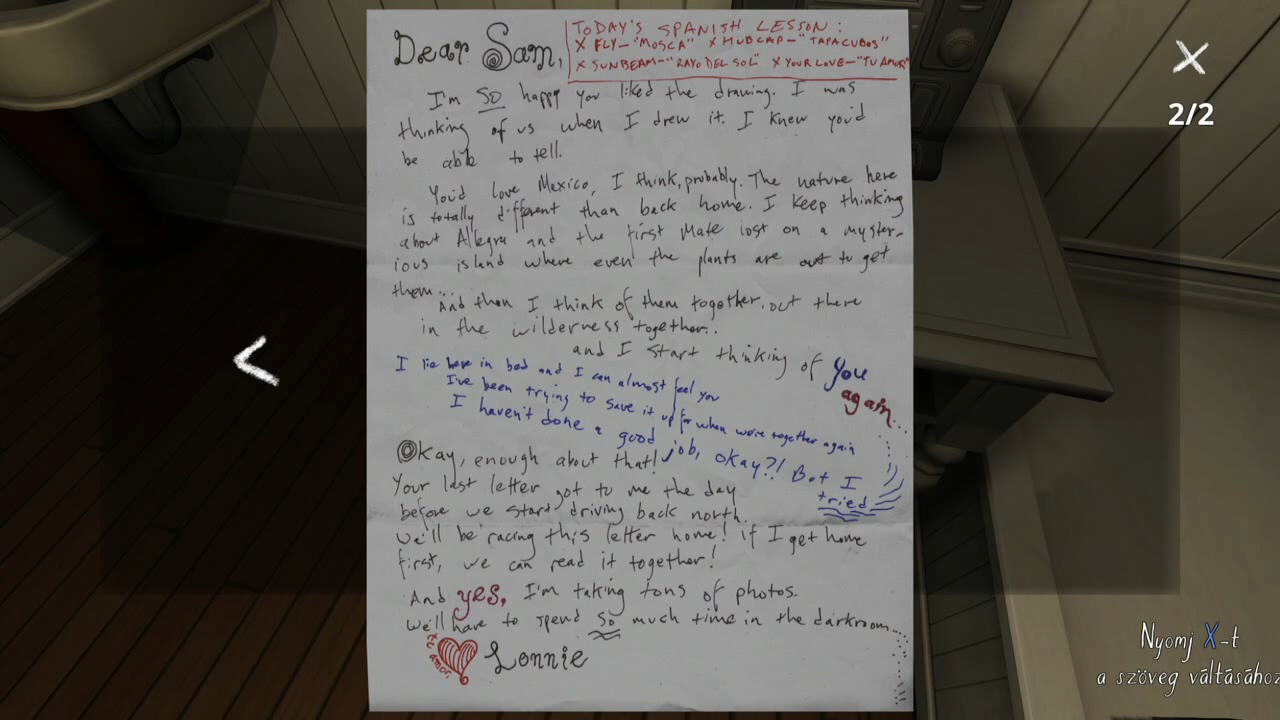 Dear Sam,
TODAY'S SPANISH LESSON:
X FLY-"MOSCA" X HUBCAP-"TAPACUBOS"
X SUNBEAM-"RAYO DEL SOL" X YOUR LOVE-"TU AMOR"
I'm SO happy you liked the drawing. I was
thinking of us when I drew it. I knew you'd
be able to tell.
You'd love Mexico, I think, probably. The nature here
is totally different than back home. I keep thinking
about Allegra and the First Mate lost on a myster-
ious island where even the plants are out to get
them...
And then I think of them together, out there
in the wilderness together..
and I start thinking of you
again...
I lie here in bed and I can almost feel you
I've been trying to save it up for when we're together again
I haven't done a good job, okay?! But I
tried
Okay, enough about that!
Your last letter got to me the day
before we start driving back north.
We'll be racing this letter home! if I get home
first, we can read it together!
And yes, I'm taking tons of photos.
We'll have to spend so much time in the darkroom...
Lonnie
2/2
Nyomj X-t
a szöveg váltásához